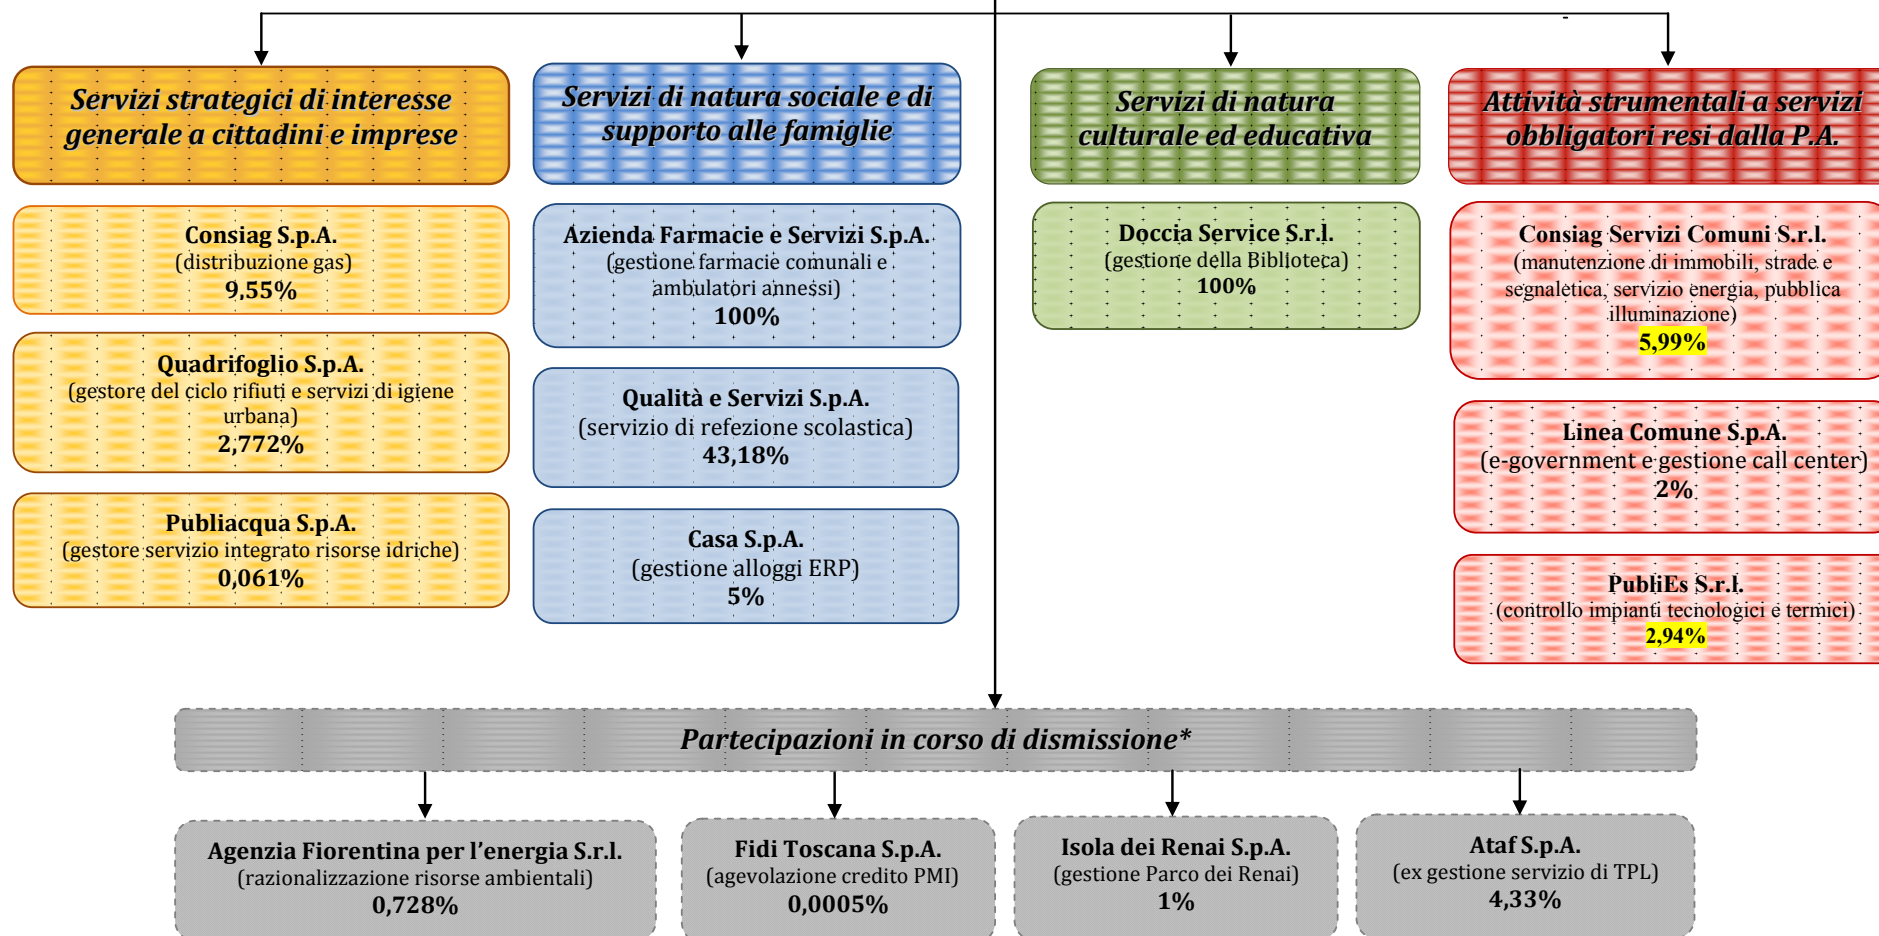 Servizi strategici di interesse
generale a cittadini e imprese
Consiag S.p.A.
(distribuzione gas)
9,55%
Quadrifoglio S.p.A.
(gestore del ciclo rifiuti e servizi di igiene
urbana)
2,772%
Publiacqua S.p.A.
(gestore servizio integrato risorse idriche)
0,061%
Servizi di natura sociale e di
supporto alle famiglie
Azienda Farmacie e Servizi S.p.A.
(gestione farmacie comunali e
ambulatori annessi)
100%
Qualità e Servizi S.p.A.
(servizio di refezione scolastica)
43,18%
Casa S.p.A.
(gestione alloggi ERP)
5%
Servizi di natura
culturale ed educativa
Doccia Service S.r.l.
(gestione della Biblioteca)
100%
Attività strumentali a servizi
obbligatori resi dalla P.A.
Consiag Servizi Comuni S.r.l.
(manutenzione di immobili, strade e
segnaletica, servizio energia, pubblica
illuminazione)
5,99%
Linea Comune S.p.A.
(e-government e gestione call center)
2%
PubliEs S.r.l.
(controllo impianti tecnologici e termici)
2,94%
Partecipazioni in corso di dismissione*
Agenzia Fiorentina per l'energia S.r.l.
(razionalizzazione risorse ambientali)
0,728%
Fidi Toscana S.p.A.
(agevolazione credito PMI)
0,0005%
Isola dei Renai S.p.A.
(gestione Parco dei Renai)
1%
Ataf S.p.A.
(ex gestione servizio di TPL)
4,33%